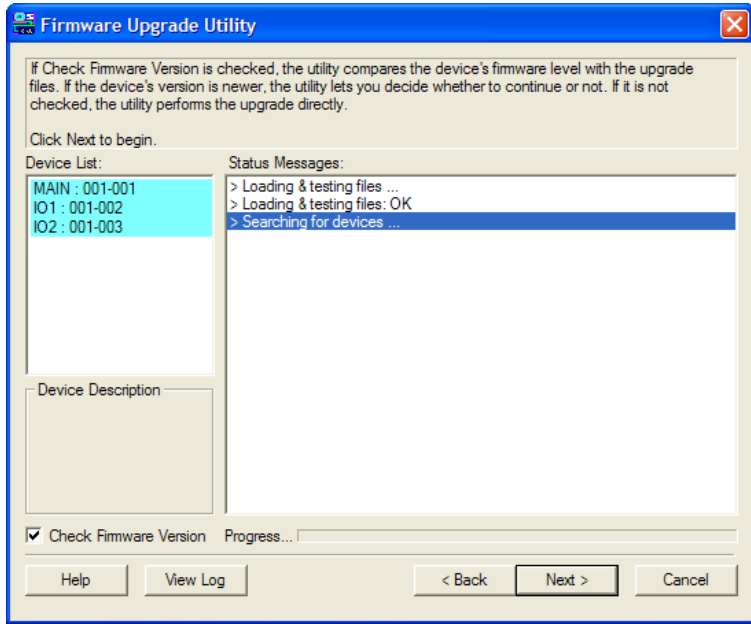 Firmware Upgrade Utility
If Check Firmware Version is checked, the utility compares the device's firmware level with the upgrade
files. If the device's version is newer, the utility lets you decide whether to continue or not. If it is not
checked, the utility performs the upgrade directly.
Click Next to begin.
Device List:
MAIN : 001-001
IO1 : 001-002
IO2 : 001-003
Status Messages:
> Loading & testing files ...
> Loading & testing files: OK
> Searching for devices ...
Device Description
Check Firmware Version
Progress...
Help
View Log
< Back
Next >
Cancel